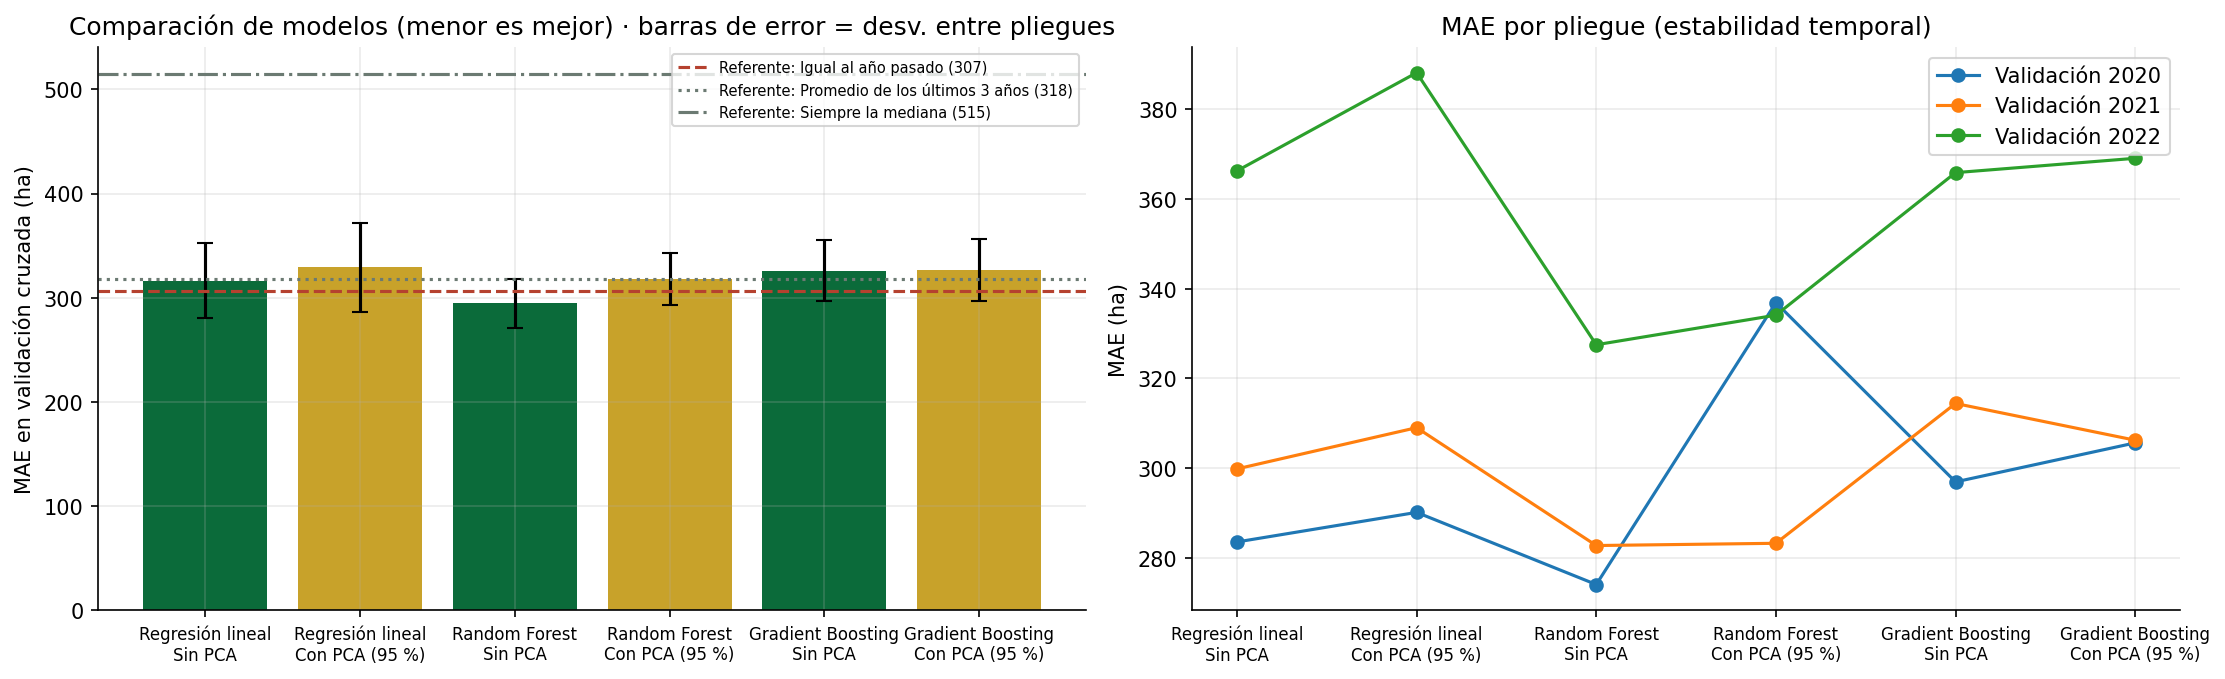 Comparación de modelos (menor es mejor) · barras de error = desv. entre pliegues
MAE en validación cruzada (ha)
500
400
300
200
100
0
Referente: Igual al año pasado (307)
Referente: Promedio de los últimos 3 años (318)
Referente: Siempre la mediana (515)
Regresión lineal
Sin PCA
Regresión lineal
Con PCA (95 %)
Random Forest
Sin PCA
Random Forest
Con PCA (95 %)
Gradient Boosting
Sin PCA
Gradient Boosting
Con PCA (95 %)
MAE por pliegue (estabilidad temporal)
MAE (ha)
380
360
340
320
300
280
Validación 2020
Validación 2021
Validación 2022
Regresión lineal
Sin PCA
Regresión lineal
Con PCA (95 %)
Random Forest
Sin PCA
Random Forest
Con PCA (95 %)
Gradient Boosting
Sin PCA
Gradient Boosting
Con PCA (95 %)